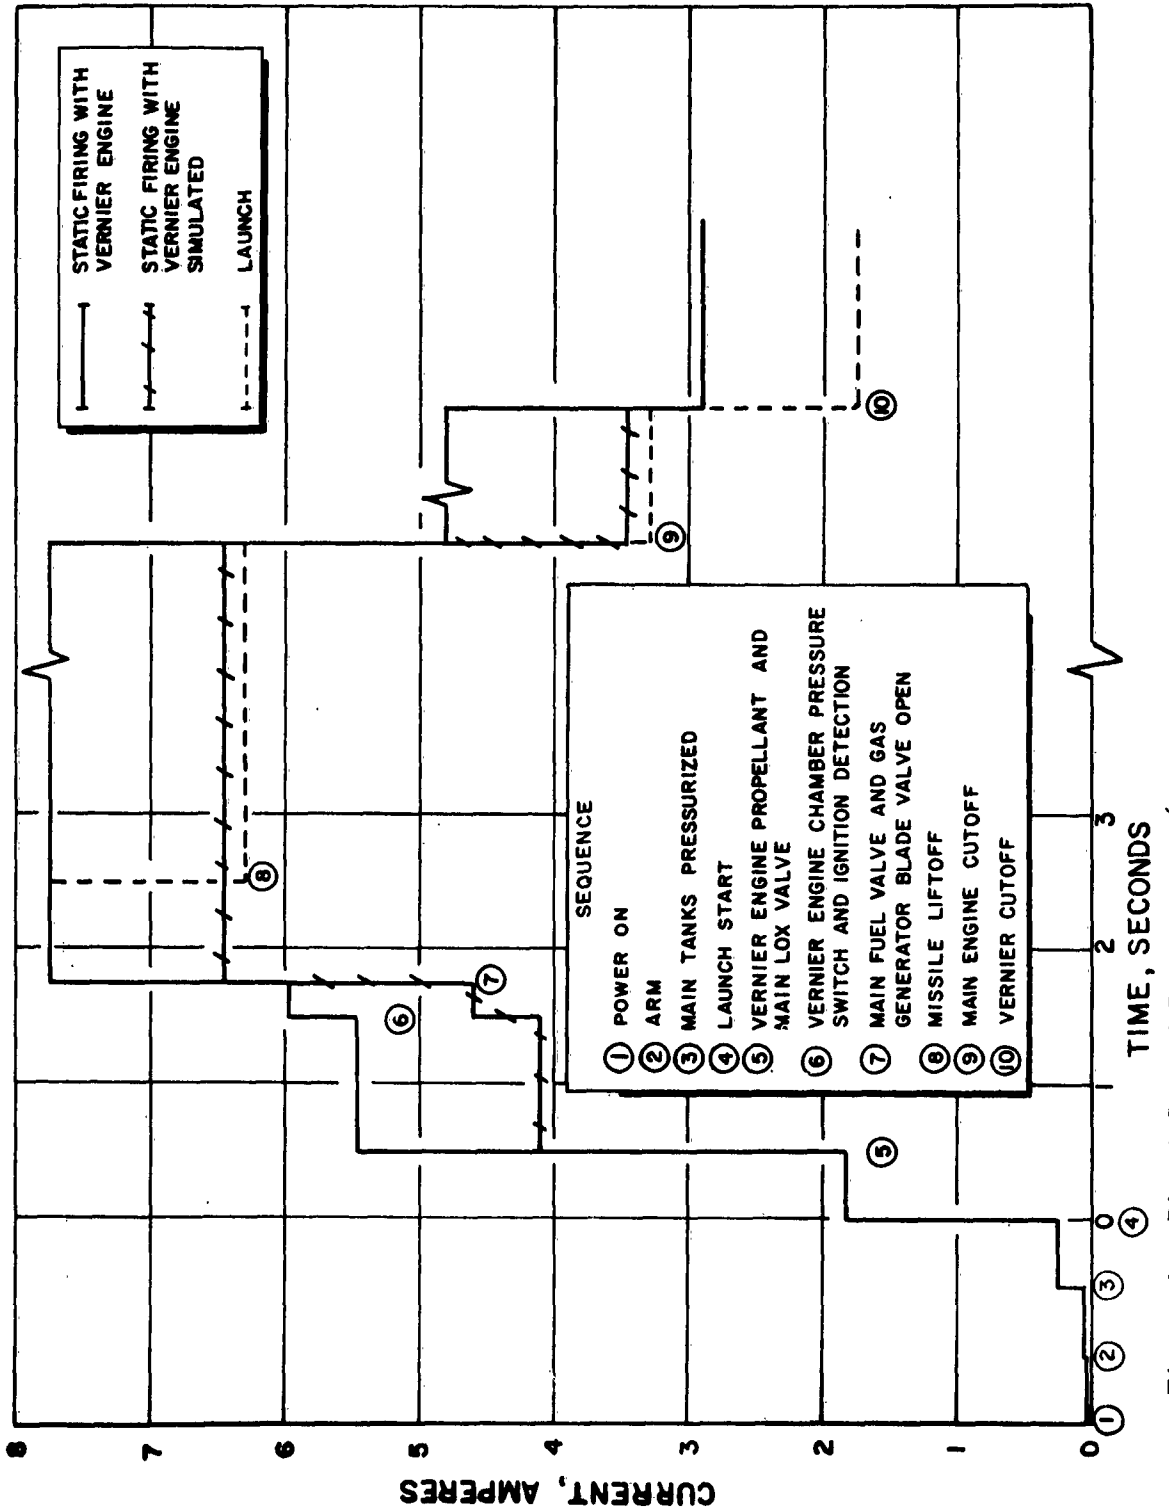 STATIC FIRING WITH
VERNIER ENGINE
STATIC FIRING WITH
VERNIER ENGINE
SIMULATED
LAUNCH
CURRENT, AMPERES
8
7
6
5
4
3
2
1
0
6
7
8
9
10
5
SEQUENCE
1 POWER ON
2 ARM
3 MAIN TANKS PRESSURIZED
4 LAUNCH START
5 VERNIER ENGINE PROPELLANT AND
MAIN LOX VALVE
6 VERNIER ENGINE CHAMBER PRESSURE
SWITCH AND IGNITION DETECTION
7 MAIN FUEL VALVE AND GAS
GENERATOR BLADE VALVE OPEN
8 MISSILE LIFTOFF
9 MAIN ENGINE CUTOFF
10 VERNIER CUTOFF
0 1 2 3
1 2 3 4
TIME, SECONDS